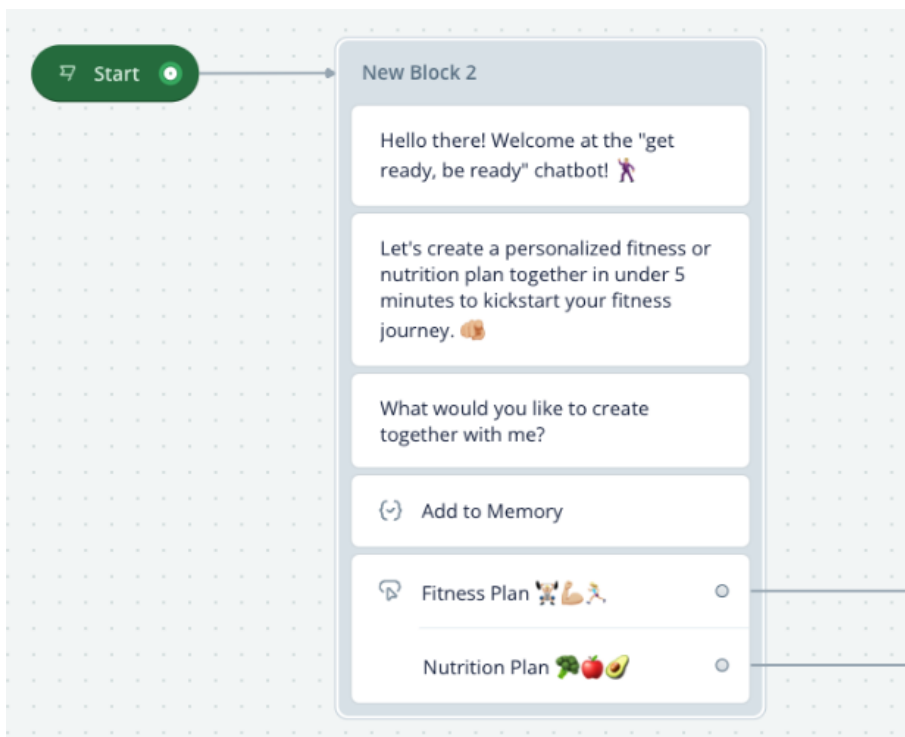 Start
New Block 2
Hello there! Welcome at the "get
ready, be ready" chatbot! 🕺🏼
Let's create a personalized fitness or
nutrition plan together in under 5
minutes to kickstart your fitness
journey. 👊🏼
What would you like to create
together with me?
Add to Memory
Fitness Plan 🏋🏼💪🏼🏃🏼
Nutrition Plan 🥦🍎🥑